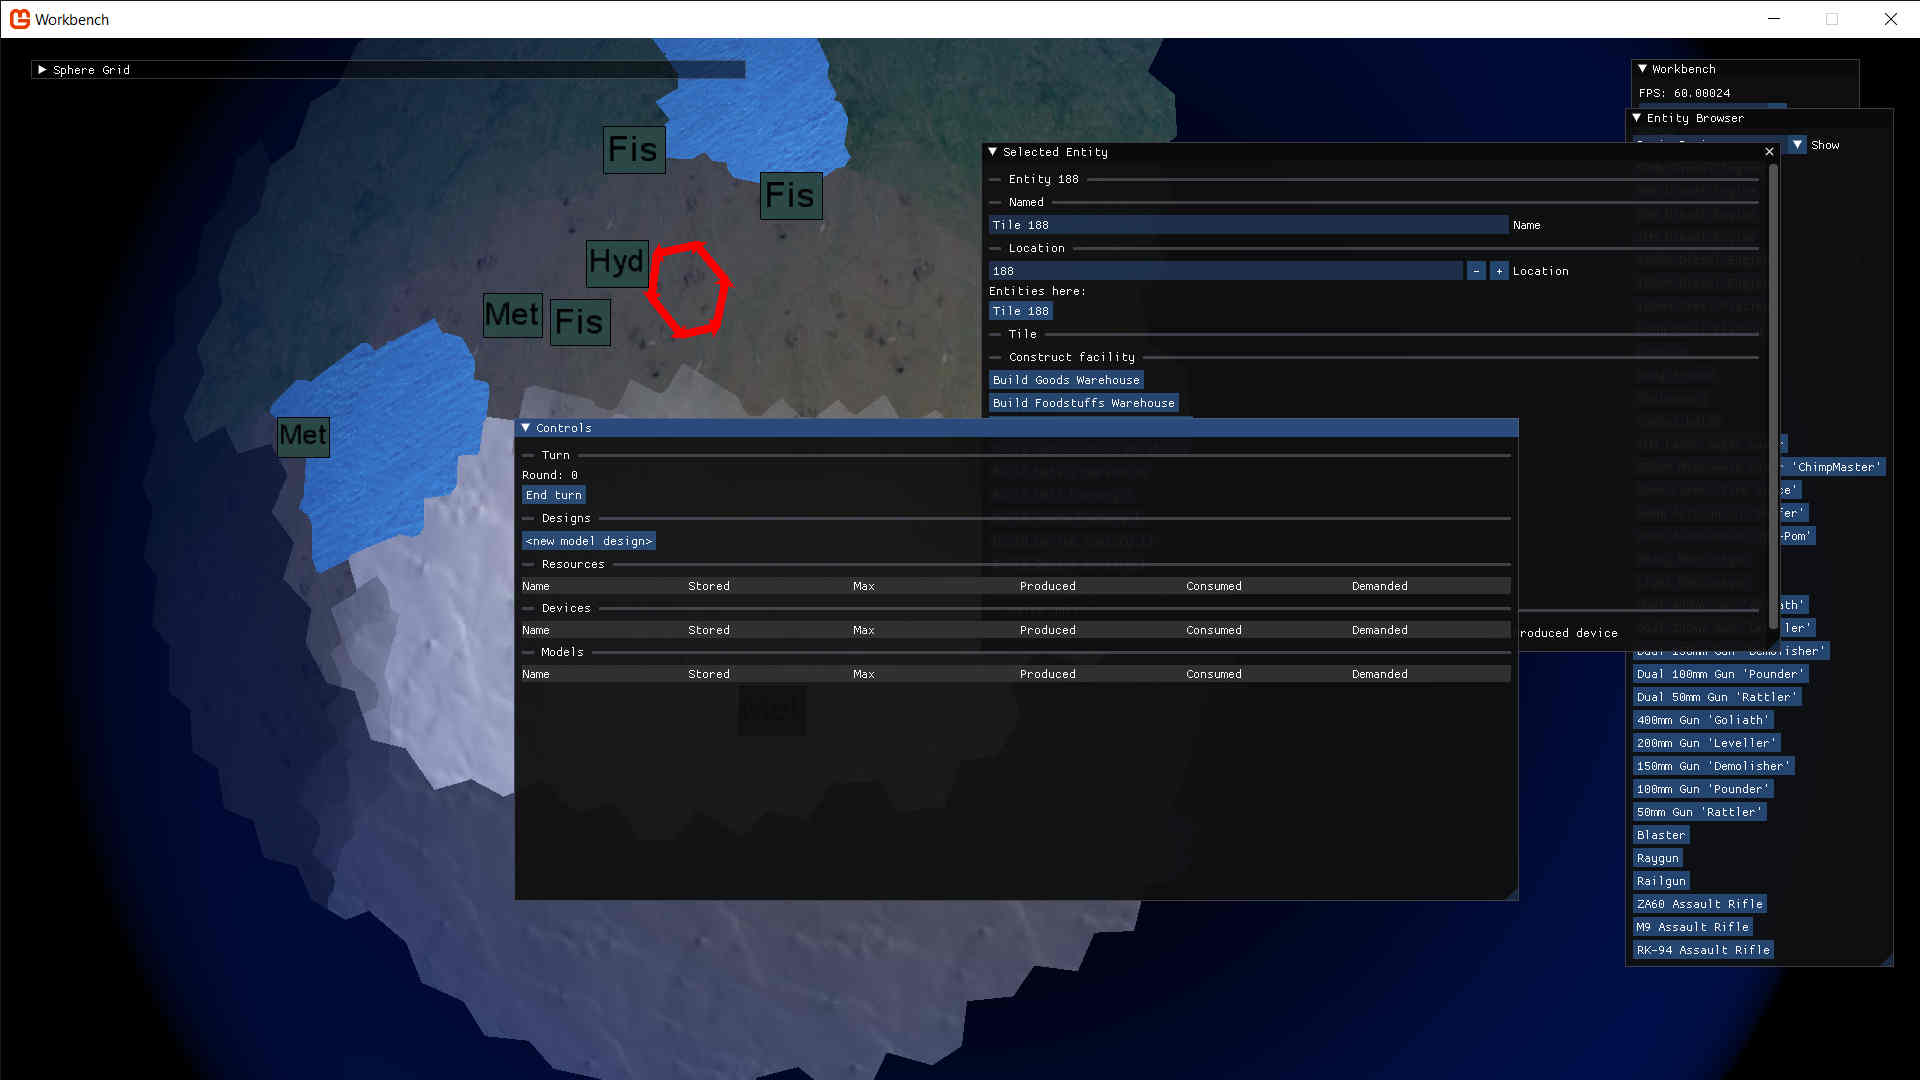 Workbench
Sphere Grid
Workbench
FPS: 60.00024
Entity Browser
Show
Fis
Fis
Hyd
Met
Fis
Met
Selected Entity
Entity 188
Named
Tile 188
Name
Location
188
- +
Location
Entities here:
Tile 188
Tile
Construct facility
Build Goods Warehouse
Build Foodstuffs Warehouse
Controls
Turn
Round: 0
End turn
Designs
<new model design>
Resources
Name Stored Max Produced Consumed Demanded
Devices
Name Stored Max Produced Consumed Demanded
Models
Name Stored Max Produced Consumed Demanded
Met
roduced device
'ChimpMaster'
-Pom'
Dual 150mm Gun 'Demolisher'
Dual 100mm Gun 'Pounder'
Dual 50mm Gun 'Rattler'
400mm Gun 'Goliath'
200mm Gun 'Leveller'
150mm Gun 'Demolisher'
100mm Gun 'Pounder'
50mm Gun 'Rattler'
Blaster
Raygun
Railgun
ZA60 Assault Rifle
M9 Assault Rifle
RK-94 Assault Rifle